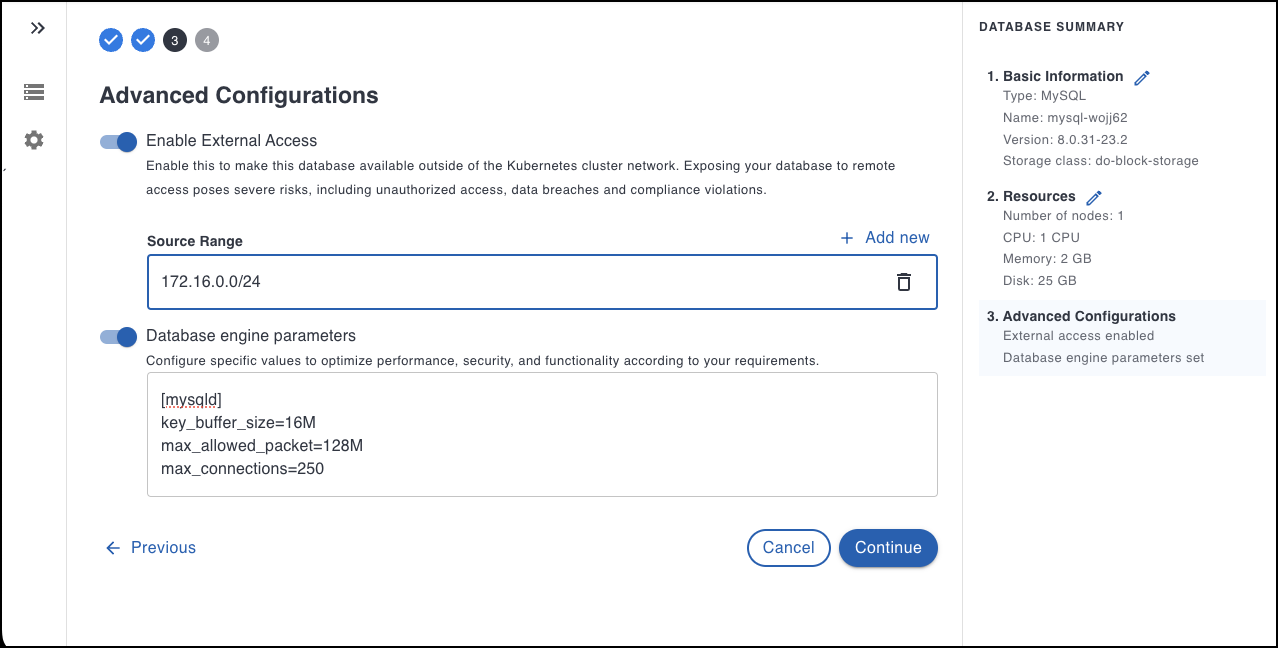 3 4
Advanced Configurations
Enable External Access
Enable this to make this database available outside of the Kubernetes cluster network. Exposing your database to remote
access poses severe risks, including unauthorized access, data breaches and compliance violations.
Source Range
+ Add new
172.16.0.0/24
Database engine parameters
Configure specific values to optimize performance, security, and functionality according to your requirements.
[mysqld]
key_buffer_size=16M
max_allowed_packet=128M
max_connections=250
Previous
Cancel
Continue
DATABASE SUMMARY
1. Basic Information
Type: MySQL
Name: mysql-wojj62
Version: 8.0.31-23.2
Storage class: do-block-storage
2. Resources
Number of nodes: 1
CPU: 1 CPU
Memory: 2 GB
Disk: 25 GB
3. Advanced Configurations
External access enabled
Database engine parameters set